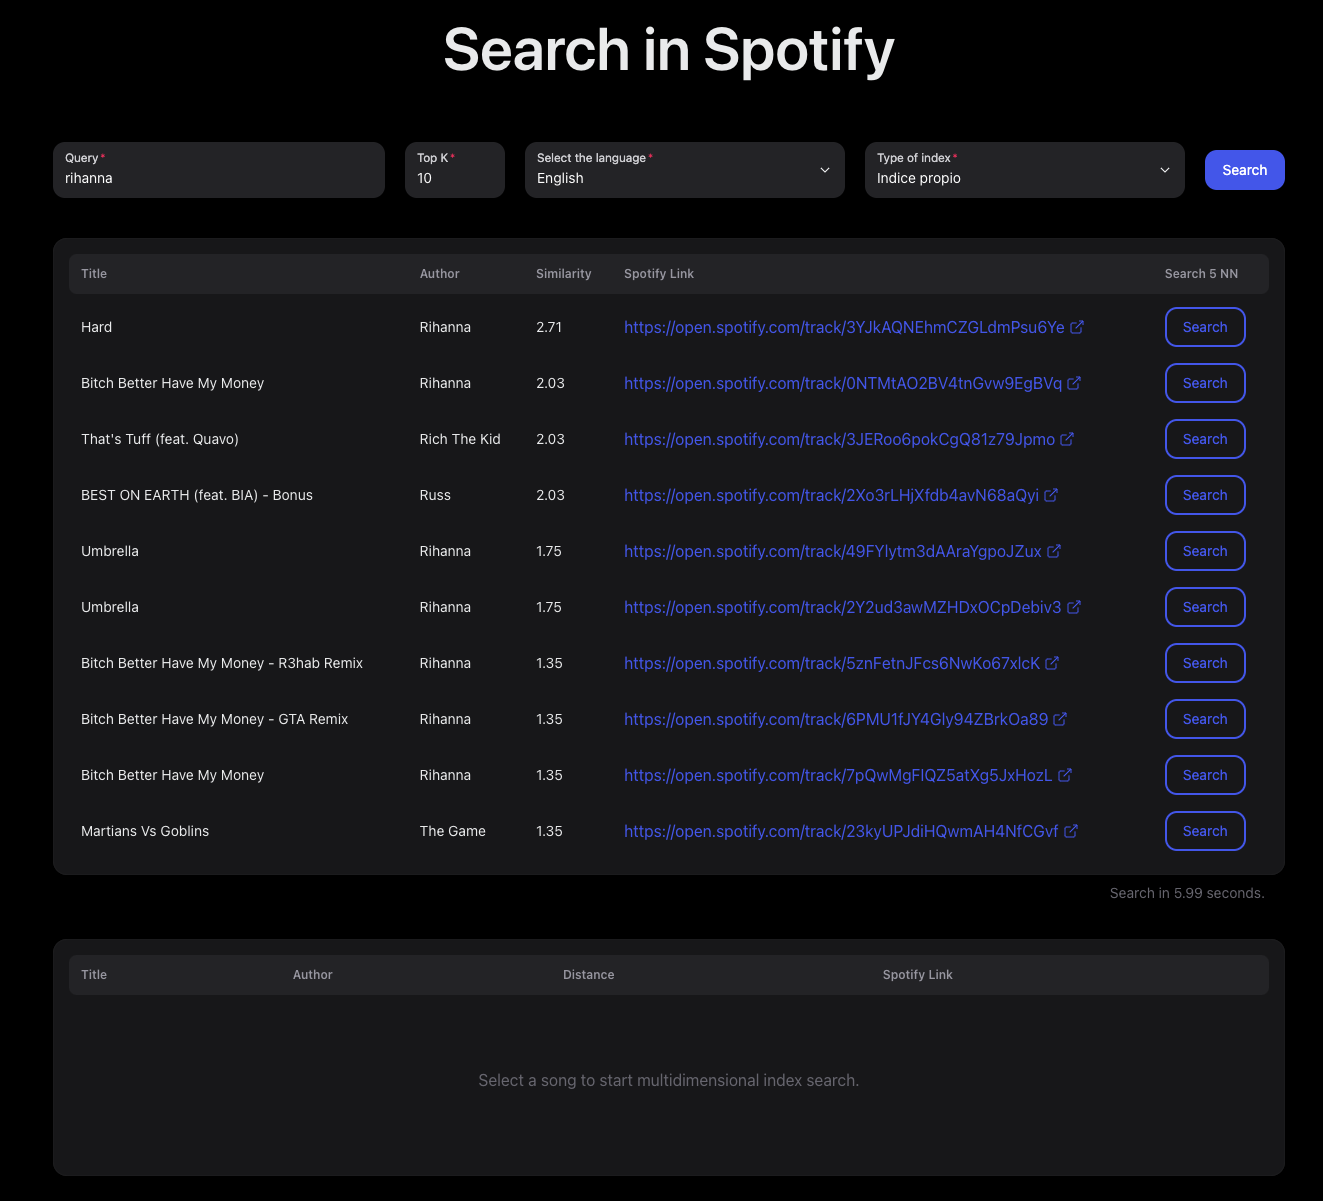 Search in Spotify
Query*
rihanna
Top K*
10
Select the language*
English
Type of index*
Indice propio
Search
Title Author Similarity Spotify Link Search 5 NN
Hard Rihanna 2.71 https://open.spotify.com/track/3YJkAQNEhmCZGLdmPsu6Ye Search
Bitch Better Have My Money Rihanna 2.03 https://open.spotify.com/track/0NTMtAO2BV4tnGvw9EgBVq Search
That's Tuff (feat. Quavo) Rich The Kid 2.03 https://open.spotify.com/track/3JERoo6pokCgQ81z79Jpmo Search
BEST ON EARTH (feat. BIA) - Bonus Russ 2.03 https://open.spotify.com/track/2Xo3rLHjXfdb4avN68aQyi Search
Umbrella Rihanna 1.75 https://open.spotify.com/track/49FYlytm3dAAraYgpoJZux Search
Umbrella Rihanna 1.75 https://open.spotify.com/track/2Y2ud3awMZHDxOCpDebiv3 Search
Bitch Better Have My Money - R3hab Remix Rihanna 1.35 https://open.spotify.com/track/5znFetnJFcs6NwKo67xlcK Search
Bitch Better Have My Money - GTA Remix Rihanna 1.35 https://open.spotify.com/track/6PMU1fJY4Gly94ZBrkOa89 Search
Bitch Better Have My Money Rihanna 1.35 https://open.spotify.com/track/7pQwMgFIQZ5atXg5JxHozL Search
Martians Vs Goblins The Game 1.35 https://open.spotify.com/track/23kyUPJdiHQwmAH4NfCGvf Search
Search in 5.99 seconds.
Title Author Distance Spotify Link
Select a song to start multidimensional index search.